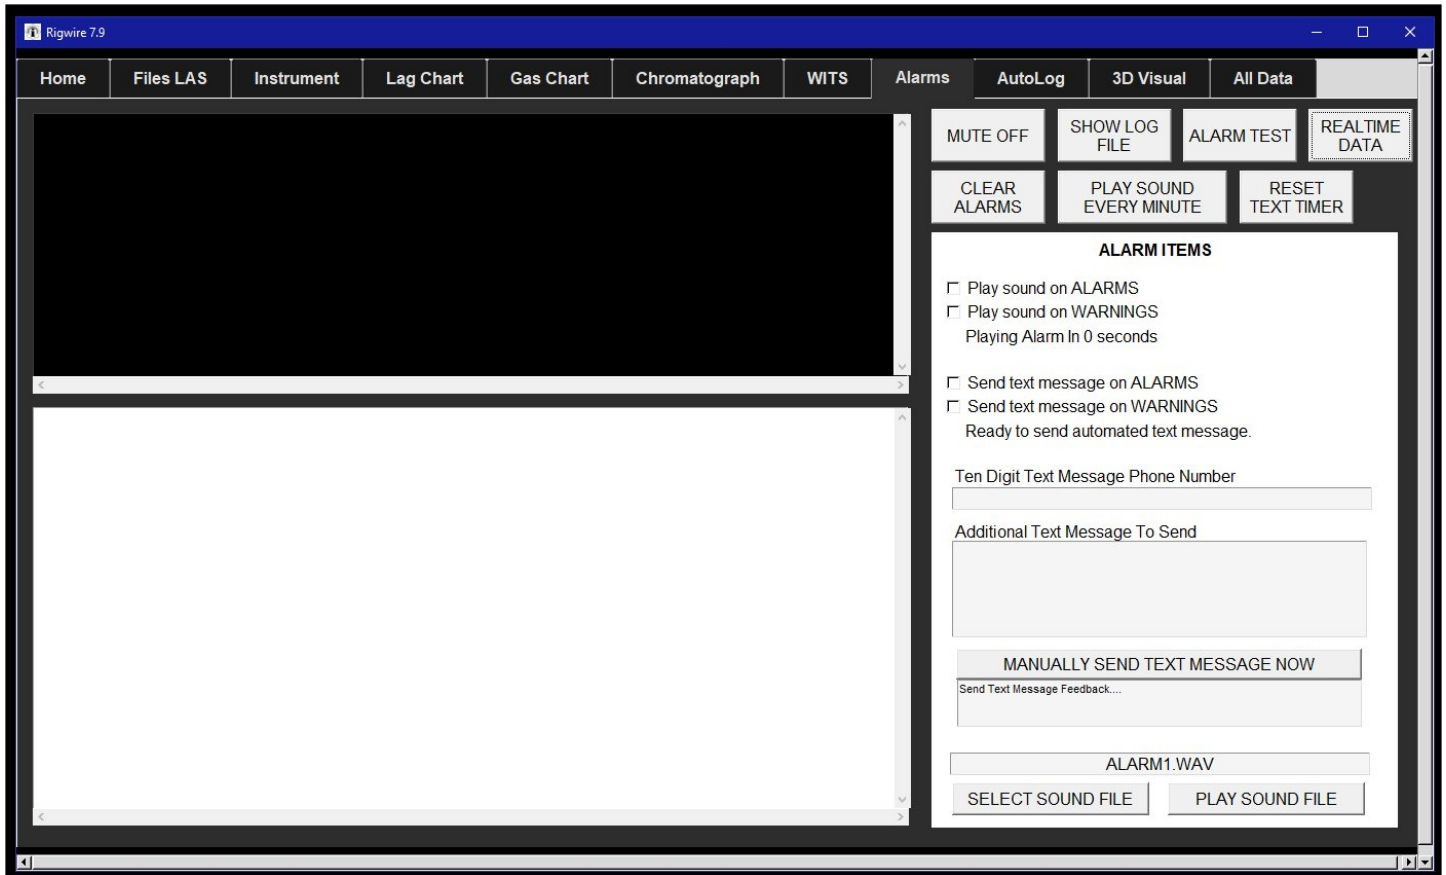 Rigwire 7.9
Home Files LAS Instrument Lag Chart Gas Chart Chromatograph WITS Alarms AutoLog 3D Visual All Data
MUTE OFF
SHOW LOG
FILE
ALARM TEST
REALTIME
DATA
CLEAR
ALARMS
PLAY SOUND
EVERY MINUTE
RESET
TEXT TIMER
ALARM ITEMS
Play sound on ALARMS
Play sound on WARNINGS
Playing Alarm In 0 seconds
Send text message on ALARMS
Send text message on WARNINGS
Ready to send automated text message.
Ten Digit Text Message Phone Number
Additional Text Message To Send
MANUALLY SEND TEXT MESSAGE NOW
Send Text Message Feedback....
ALARM1.WAV
SELECT SOUND FILE
PLAY SOUND FILE